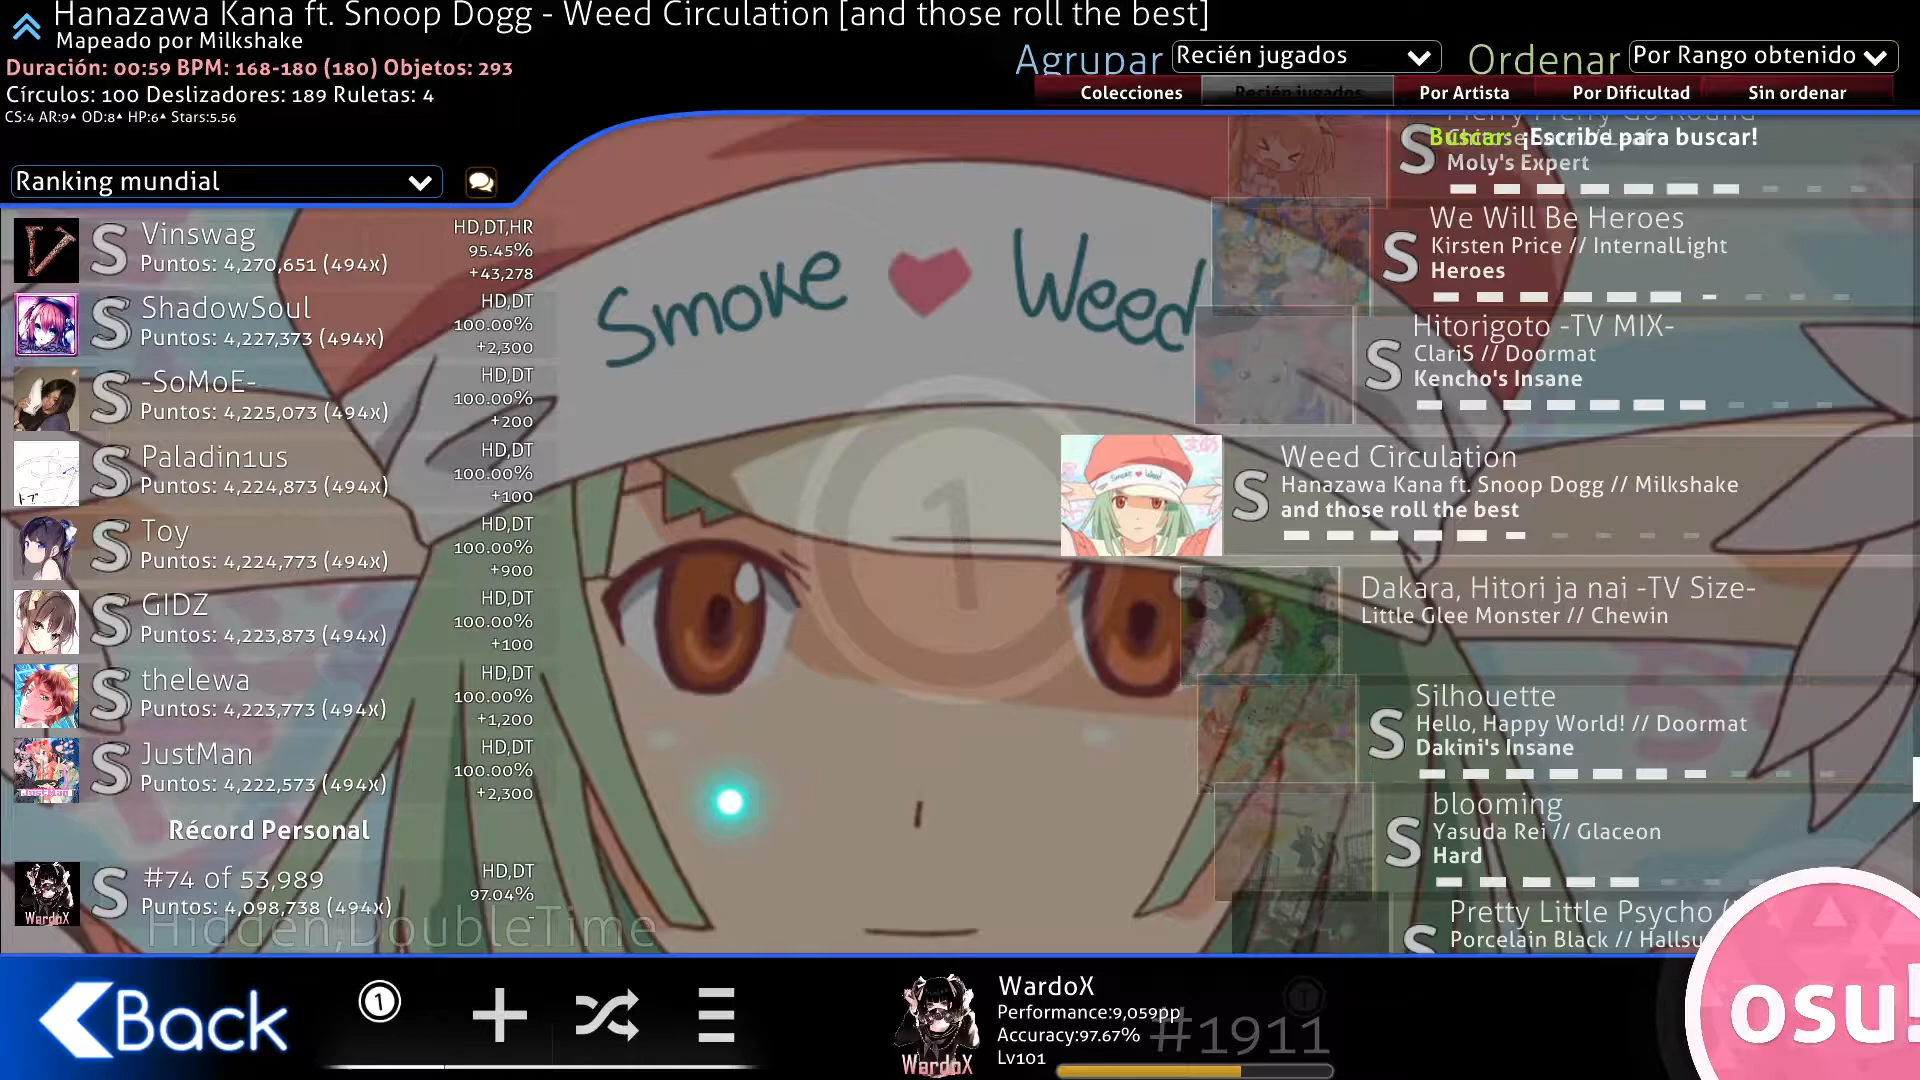 Hanazawa Kana ft. Snoop Dogg - Weed Circulation [and those roll the best]
Mapeado por Milkshake
Duración: 00:59 BPM: 168-180 (180) Objetos: 293
Círculos: 100 Deslizadores: 189 Ruletas: 4
CS:4 AR:9▲ OD:8▲ HP:6▲ Stars:5.56
Agrupar Recién jugados Ordenar Por Rango obtenido
Colecciones Recién jugados Por Artista Por Dificultad Sin ordenar
Buscar: ¡Escribe para buscar!
Ranking mundial
Vinswag
Puntos: 4,270,651 (494x)
HD,DT,HR
95.45%
+43,278
ShadowSoul
Puntos: 4,227,373 (494x)
HD,DT
100.00%
+2,300
-SoMoE-
Puntos: 4,225,073 (494x)
HD,DT
100.00%
+200
Paladin1us
Puntos: 4,224,873 (494x)
HD,DT
100.00%
+100
Toy
Puntos: 4,224,773 (494x)
HD,DT
100.00%
+900
GIDZ
Puntos: 4,223,873 (494x)
HD,DT
100.00%
+100
thelewa
Puntos: 4,223,773 (494x)
HD,DT
100.00%
+1,200
JustMan
Puntos: 4,222,573 (494x)
HD,DT
100.00%
+2,300
Récord Personal
#74 of 53,989
Puntos: 4,098,738 (494x)
HD,DT
97.04%
-
WardoX
Hidden,DoubleTime
Smoke ♥ Weed
1
S Moly's Expert
S We Will Be Heroes
Kirsten Price // InternalLight
Heroes
S Hitorigoto -TV MIX-
ClariS // Doormat
Kencho's Insane
S Weed Circulation
Hanazawa Kana ft. Snoop Dogg // Milkshake
and those roll the best
Dakara, Hitori ja nai -TV Size-
Little Glee Monster // Chewin
S Silhouette
Hello, Happy World! // Doormat
Dakini's Insane
S blooming
Yasuda Rei // Glaceon
Hard
S Pretty Little Psycho
Porcelain Black // Hallsu
Back
1
WardoX
WardoX
Performance:9,059pp
Accuracy:97.67%
Lv101
#1911
osu!